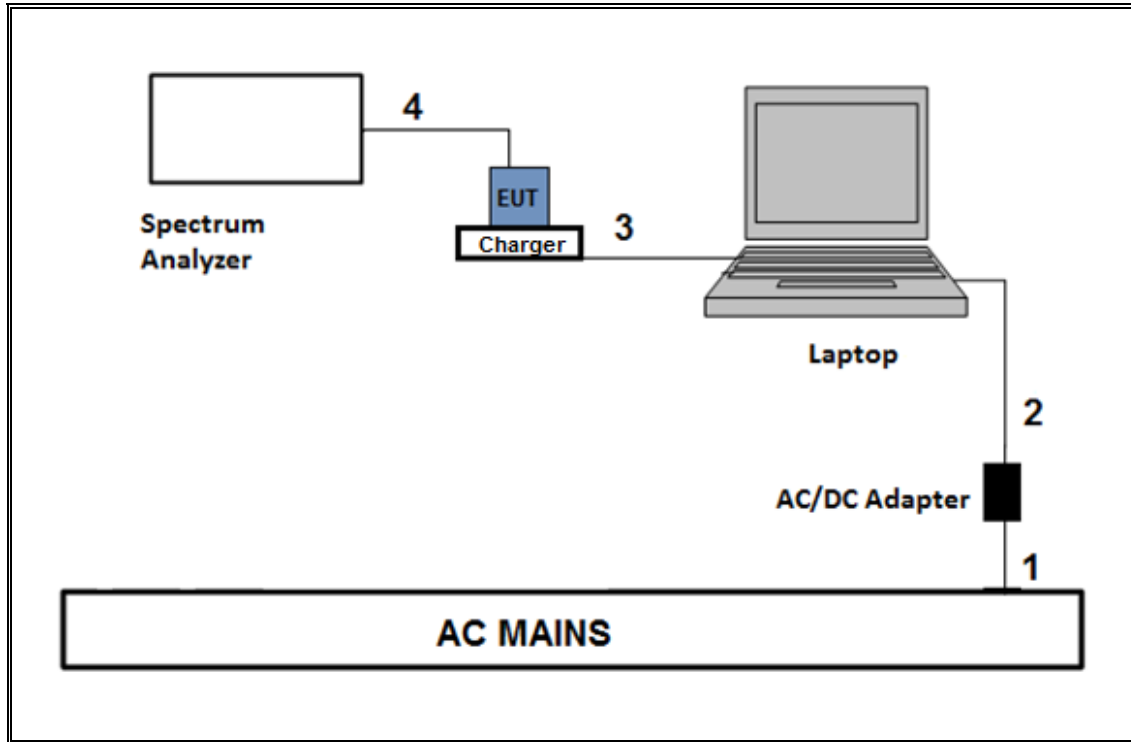 4
EUT
Charger
3
Spectrum
Analyzer
Laptop
2
AC/DC Adapter
1
AC MAINS